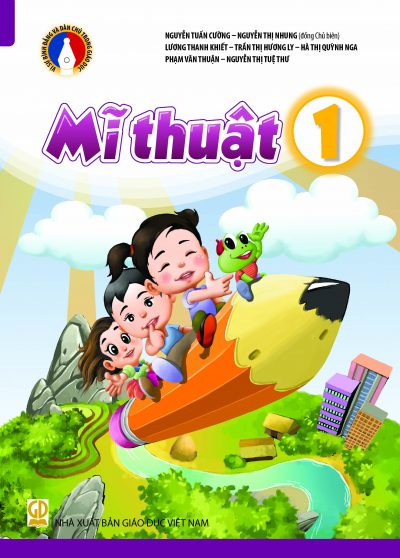 VÌ SỰ BÌNH ĐẲNG VÀ DÂN CHỦ TRONG GIÁO DỤC
NGUYỄN TUẤN CƯỜNG – NGUYỄN THỊ NHUNG (đồng Chủ biên)
LƯƠNG THANH KHIẾT – TRẦN THỊ HƯƠNG LY – HÀ THỊ QUỲNH NGA
PHẠM VĂN THUẬN – NGUYỄN THỊ TUỆ THƯ
Mĩ thuật 1
GD
NHÀ XUẤT BẢN GIÁO DỤC VIỆT NAM